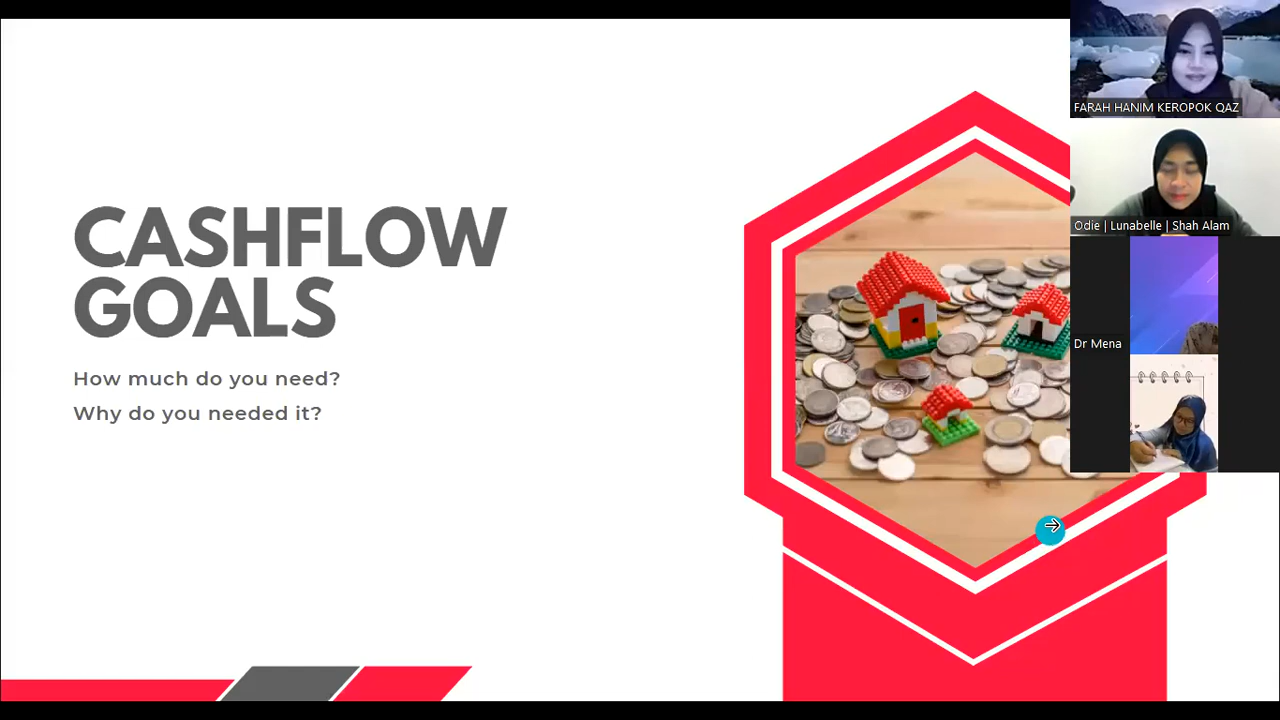 CASHFLOW
GOALS
How much do you need?
Why do you needed it?
FARAH HANIM KEROPOK QAZ
Odie | Lunabelle | Shah Alam
Dr Mena